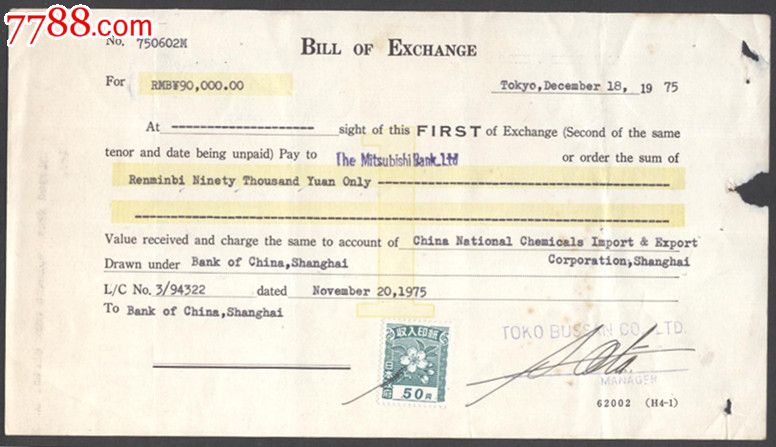 7788.com
No. 750602M
BILL OF EXCHANGE
For RMB¥90,000.00
Tokyo,December 18, 1975
At -------------------- sight of this FIRST of Exchange (Second of the same
tenor and date being unpaid) Pay to The Mitsubishi Bank.Ltd or order the sum of
Renminbi Ninety Thousand Yuan Only
Value received and charge the same to account of China National Chemicals Import & Export
Drawn under Bank of China,Shanghai Corporation,Shanghai
L/C No. 3/94322 dated November 20,1975
To Bank of China,Shanghai
収入印紙
50円
TOKO BUSSAN CO., LTD.
MANAGER
62002 (H4-1)